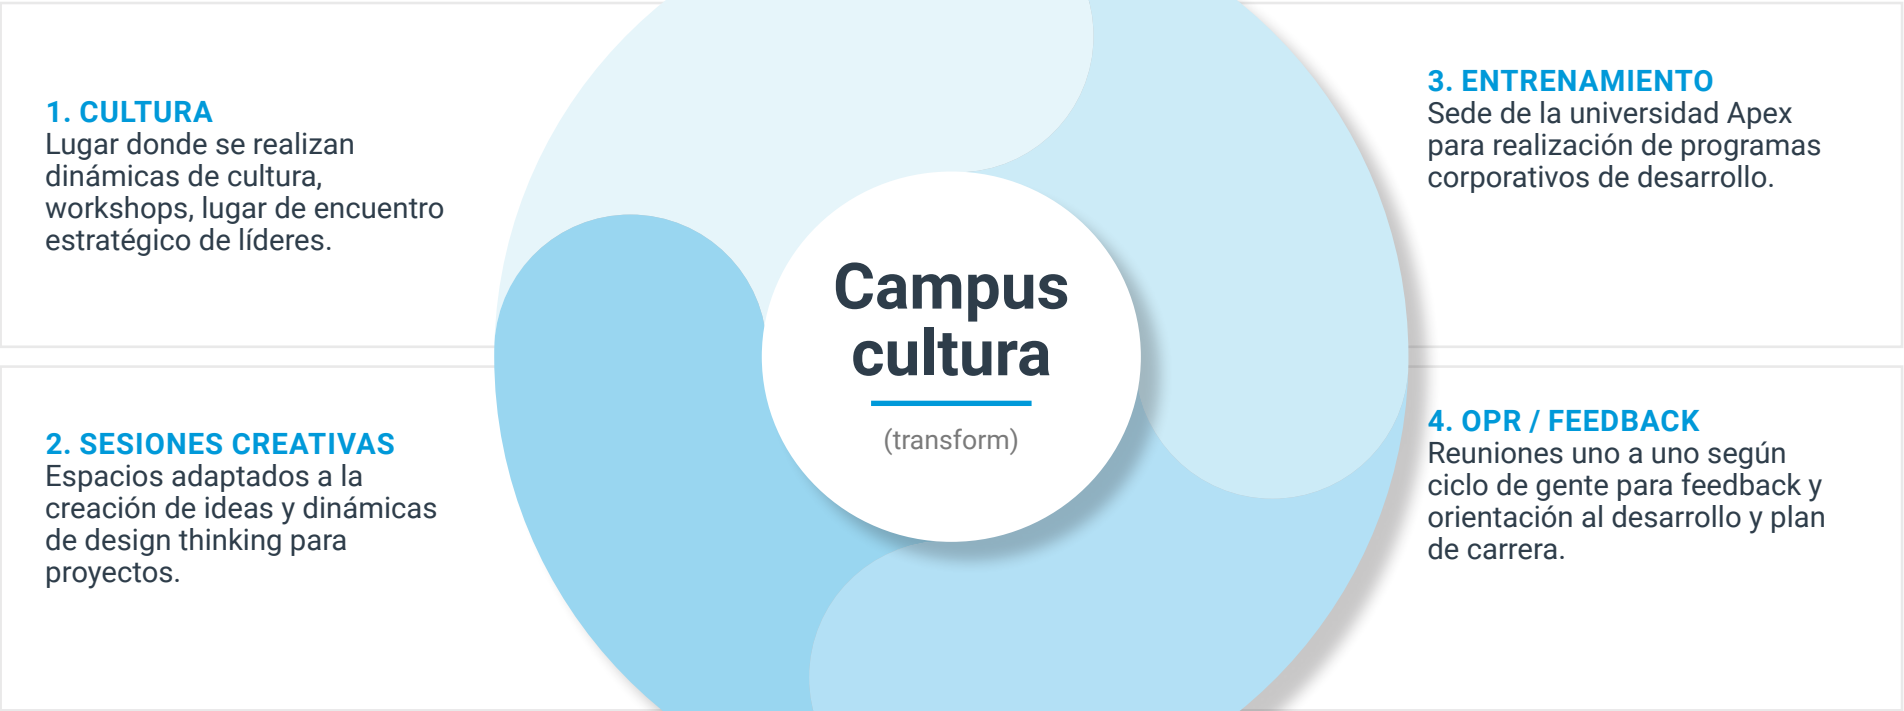 1. CULTURA
Lugar donde se realizan
dinámicas de cultura,
workshops, lugar de encuentro
estratégico de líderes.
2. SESIONES CREATIVAS
Espacios adaptados a la
creación de ideas y dinámicas
de design thinking para
proyectos.
Campus
cultura
(transform)
3. ENTRENAMIENTO
Sede de la universidad Apex
para realización de programas
corporativos de desarrollo.
4. OPR / FEEDBACK
Reuniones uno a uno según
ciclo de gente para feedback y
orientación al desarrollo y plan
de carrera.